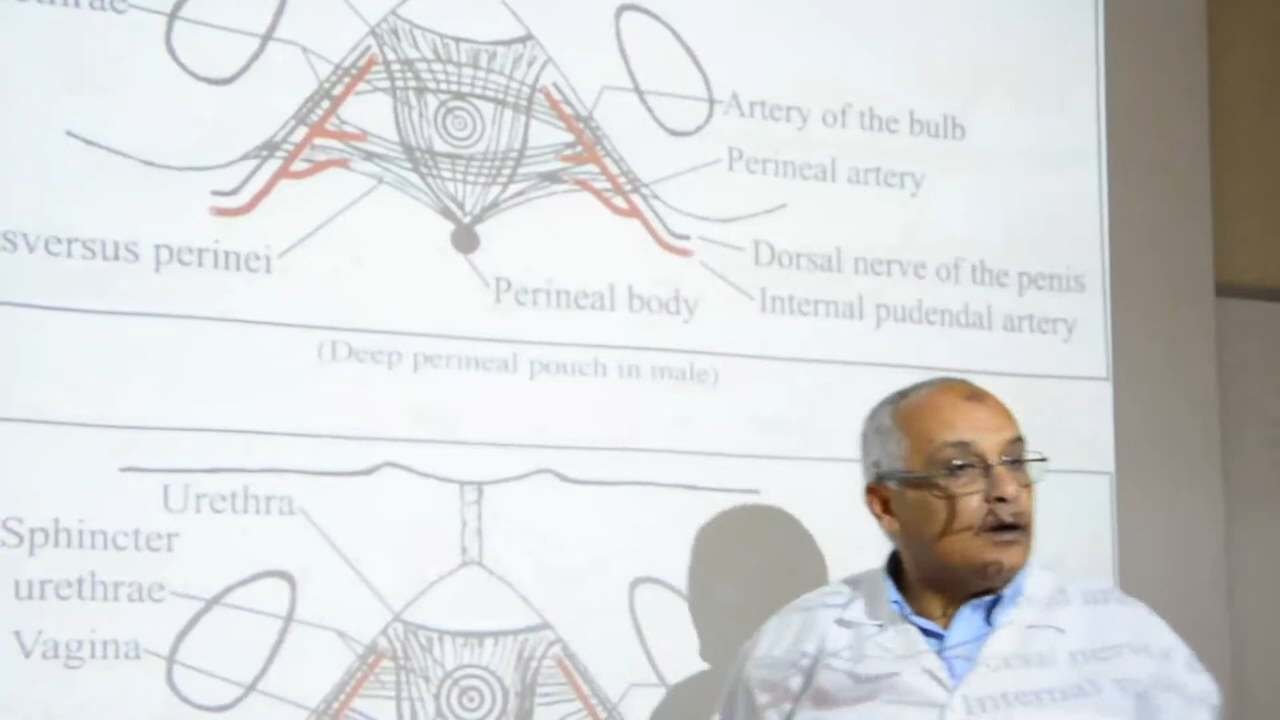 Artery of the bulb
Perineal artery
Dorsal nerve of the penis
Internal pudendal artery
perinei
Perineal body
(Deep perineal pouch in male)
Urethra
Sphincter
urethrae
Vagina
Internal